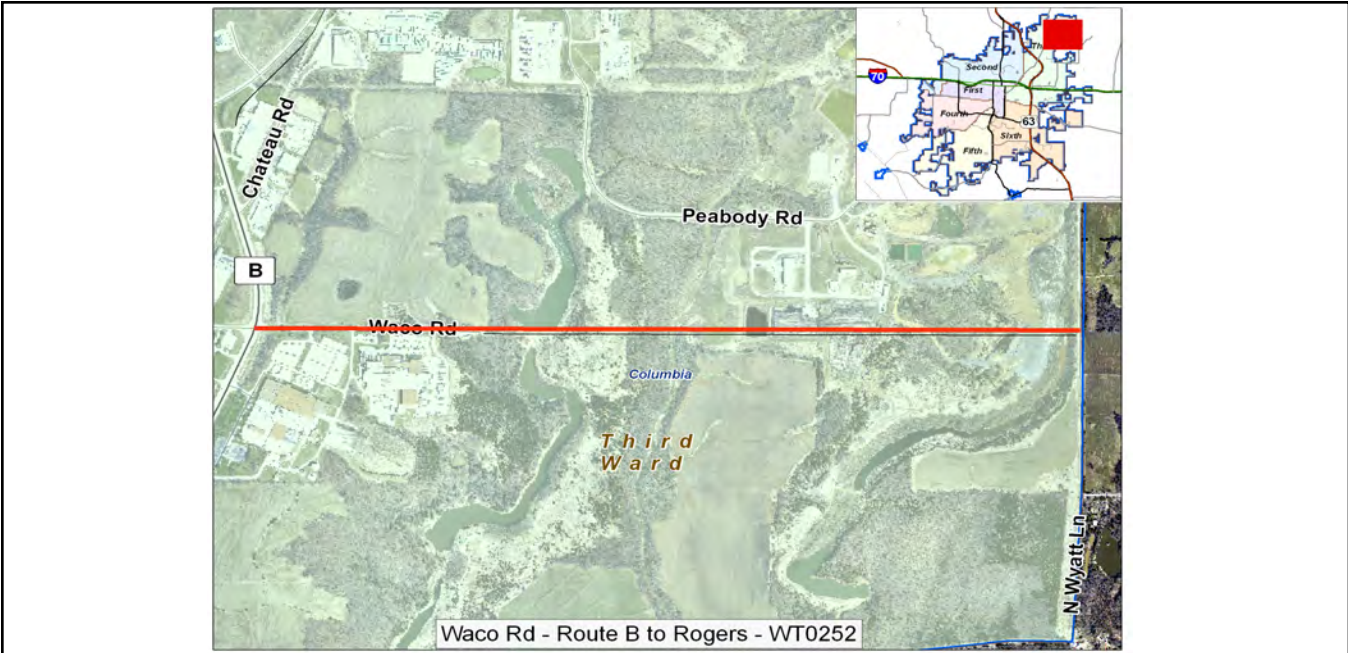 Chateau Rd
Peabody Rd
B
Waco Rd
Columbia
Third
Ward
N Wyatt Ln
Waco Rd - Route B to Rogers - WT0252
Second
Th
70
First
Fourth
63
Sixth
Fifth